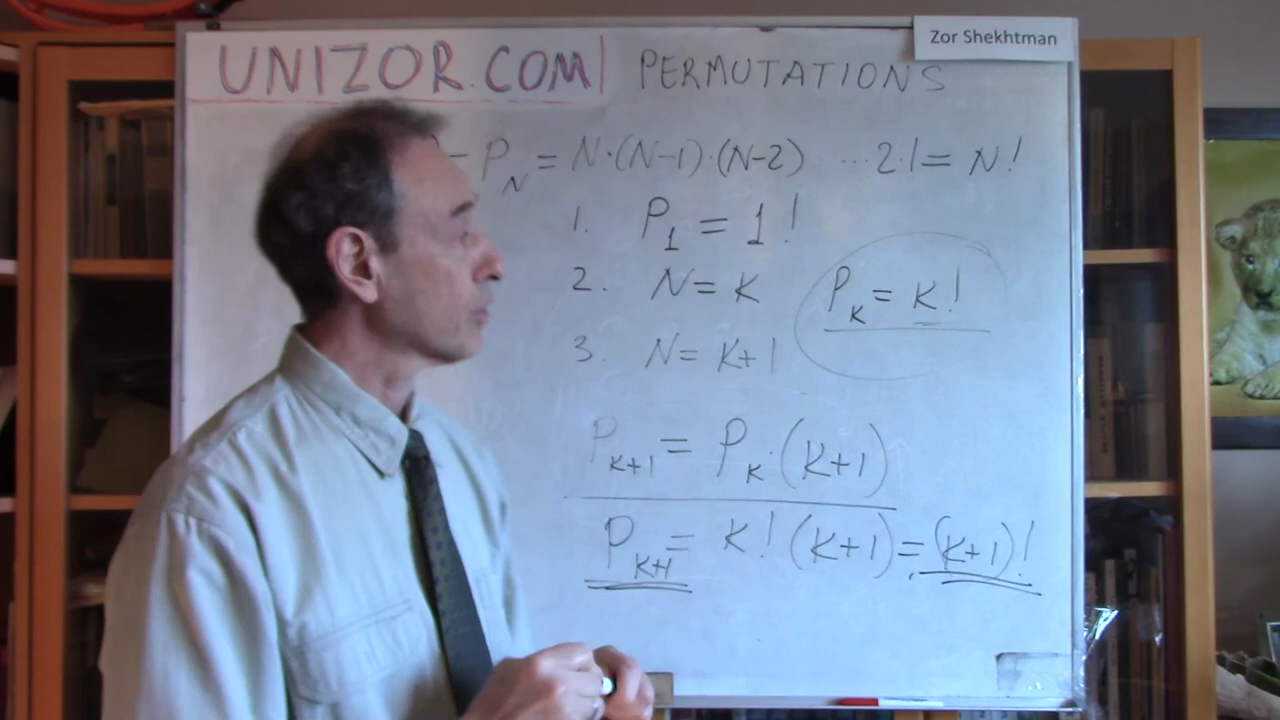 Zor Shekhtman
UNIZOR.COM PERMUTATIONS
- P_N = N·(N-1)·(N-2) ...2·1 = N!
1. P_1 = 1!
2. N = K P_K = K!
3. N = K+1
P_K+1 = P_K·(K+1)
P_K+1 = K! (K+1) = (K+1)!